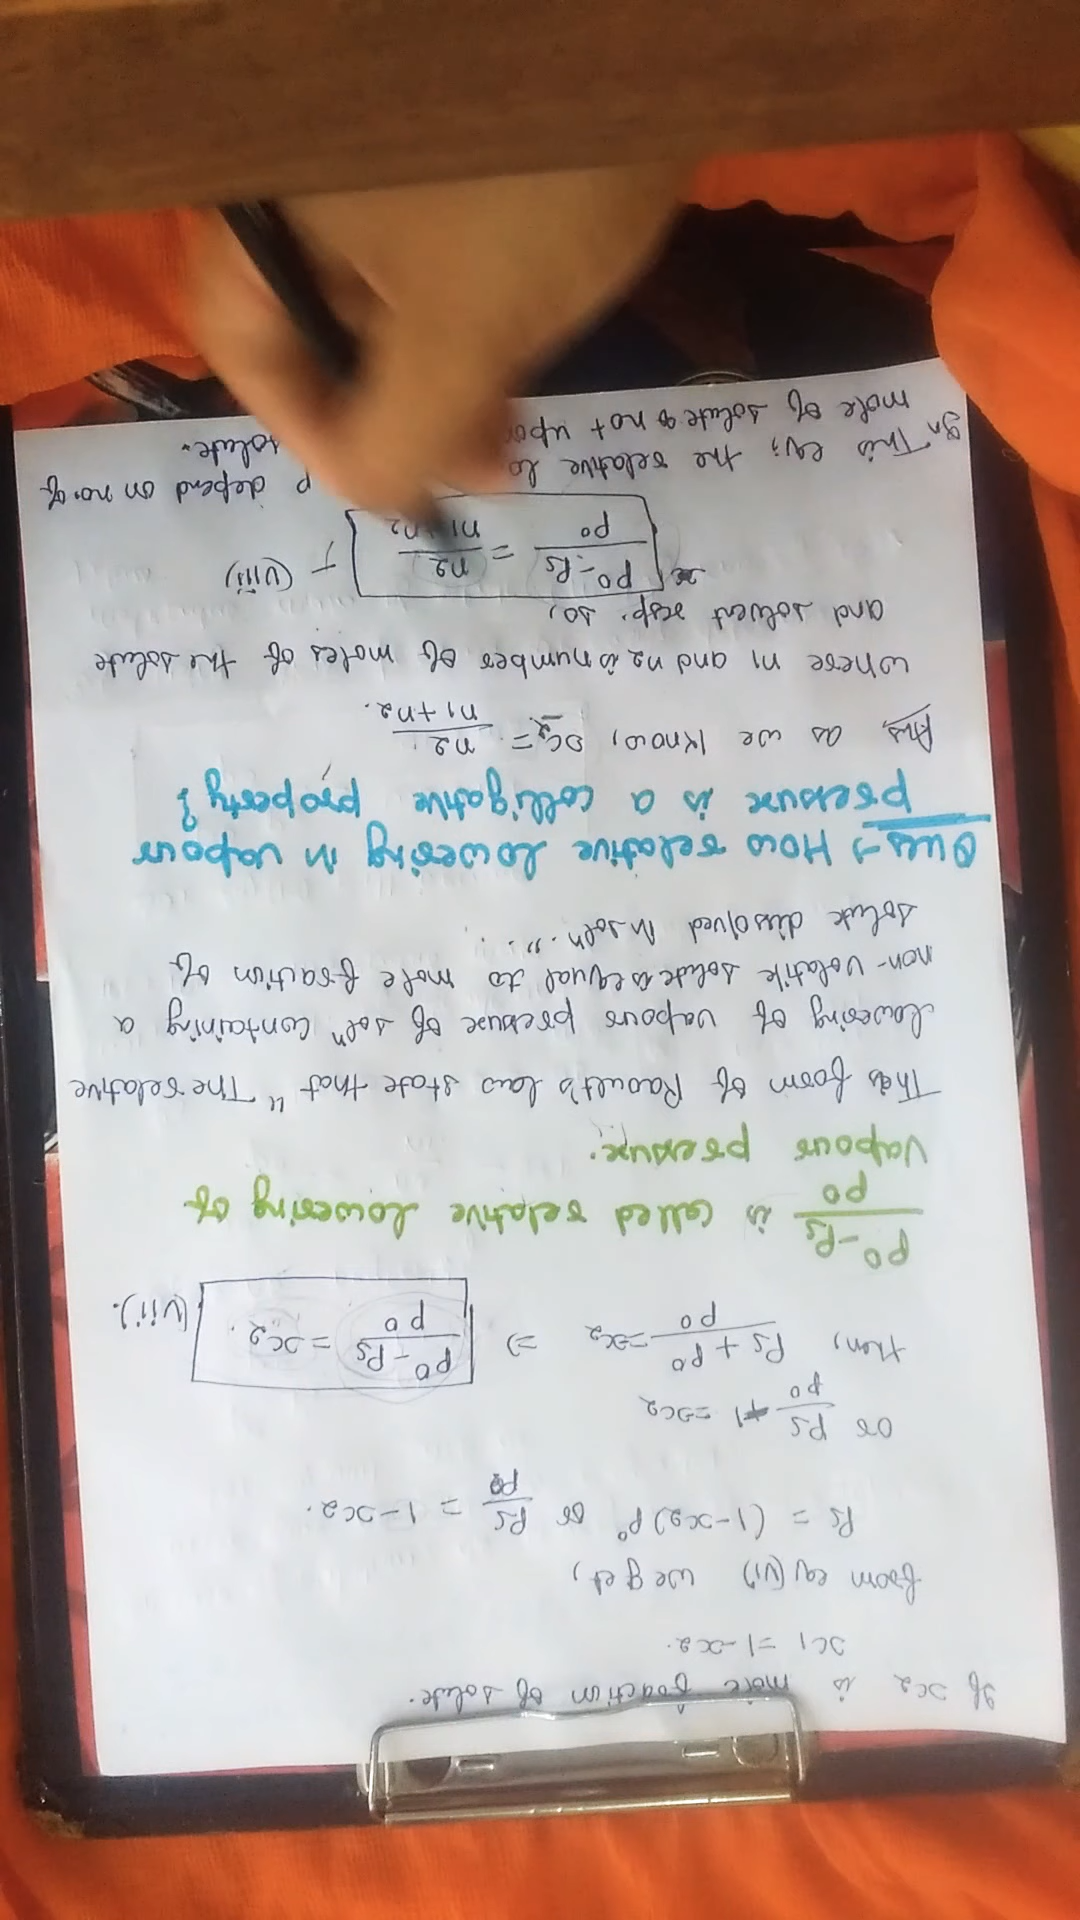 If x2 is mole fraction of solute.
x1 = 1-x2.
from eq (vi) we get,
Ps = (1-x2) P° or Ps/P° = 1-x2.
or Ps/P° + 1 = x2
then, Ps + P°/P° = x2 => P°-Ps/P° = x2. (vii).
P°-Ps/P° is called relative lowering of
vapour pressure.
This form of Raoult's law state that "The relative
lowering of vapour pressure of solⁿ containing a
non-volatile solute is equal to mole fraction of
solute dissolved in solⁿ."
Ques → How relative lowering in vapour
pressure is a colligative property?
Ans as we know, x2 = n2/n1+n2.
where n1 and n2 is number of moles of the solute
and solvent resp. so,
P°-Ps/P° = n2/n1+n2 (viii)
In This eq, the relative lo P depend on no. of
mole of solute & not upon solute.